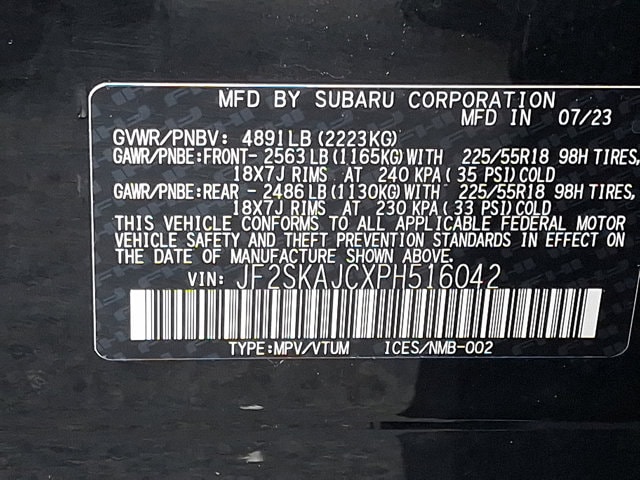 MFD BY SUBARU CORPORATION
MFD IN 07/23
GVWR/PNBV: 4891LB(2223KG)
GAWR/PNBE:FRONT-2563LB(1165KG)WITH 225/55R18 98H TIRES,
18X7J RIMS AT 240 KPA(35 PSI)COLD
GAWR/PNBE:REAR -2486LB(1130KG)WITH 225/55R18 98H TIRES,
18X7J RIMS AT 230 KPA(33 PSI)COLD
THIS VEHICLE CONFORMS TO ALL APPLICABLE FEDERAL MOTOR
VEHICLE SAFETY AND THEFT PREVENTION STANDARDS IN EFFECT ON
THE DATE OF MANUFACTURE SHOWN ABOVE.
VIN: JF2SKAJCXPH516042
TYPE:MPV/VTUM ICES/NMB-002